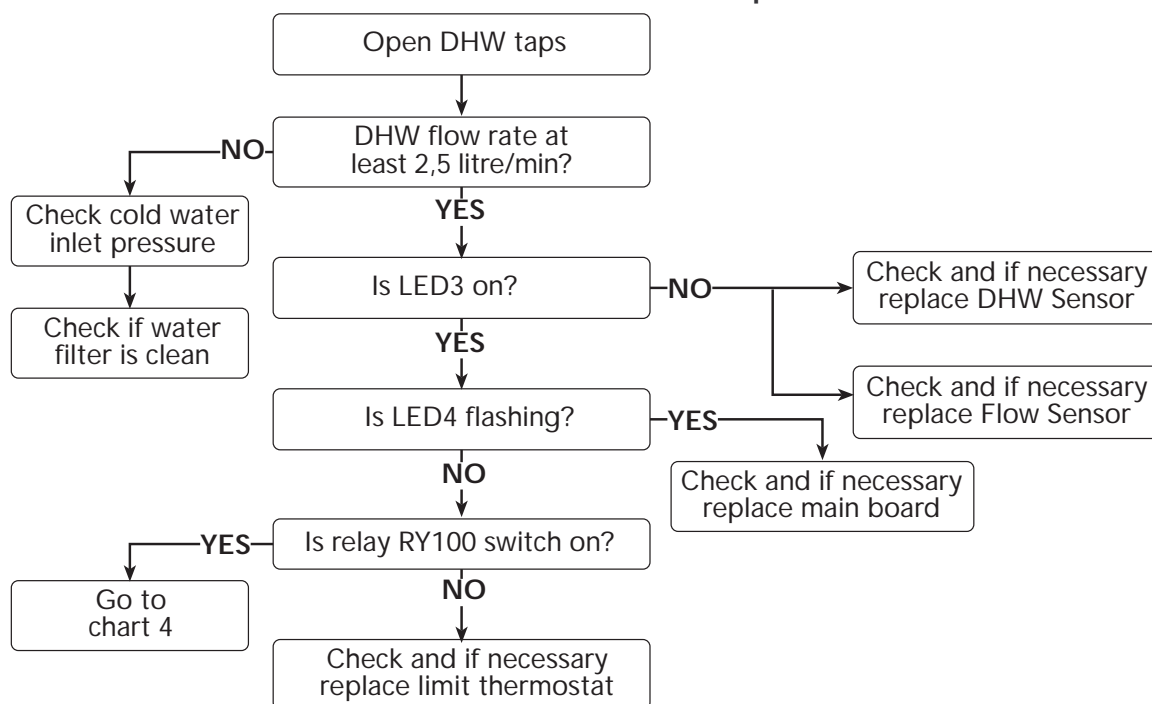 Open DHW taps
DHW flow rate at
least 2,5 litre/min?
NO
YES
Check cold water
inlet pressure
Check if water
filter is clean
Is LED3 on?
NO
Check and if necessary
replace DHW Sensor
Check and if necessary
replace Flow Sensor
YES
Is LED4 flashing?
YES
Check and if necessary
replace main board
NO
Is relay RY100 switch on?
YES
Go to
chart 4
NO
Check and if necessary
replace limit thermostat